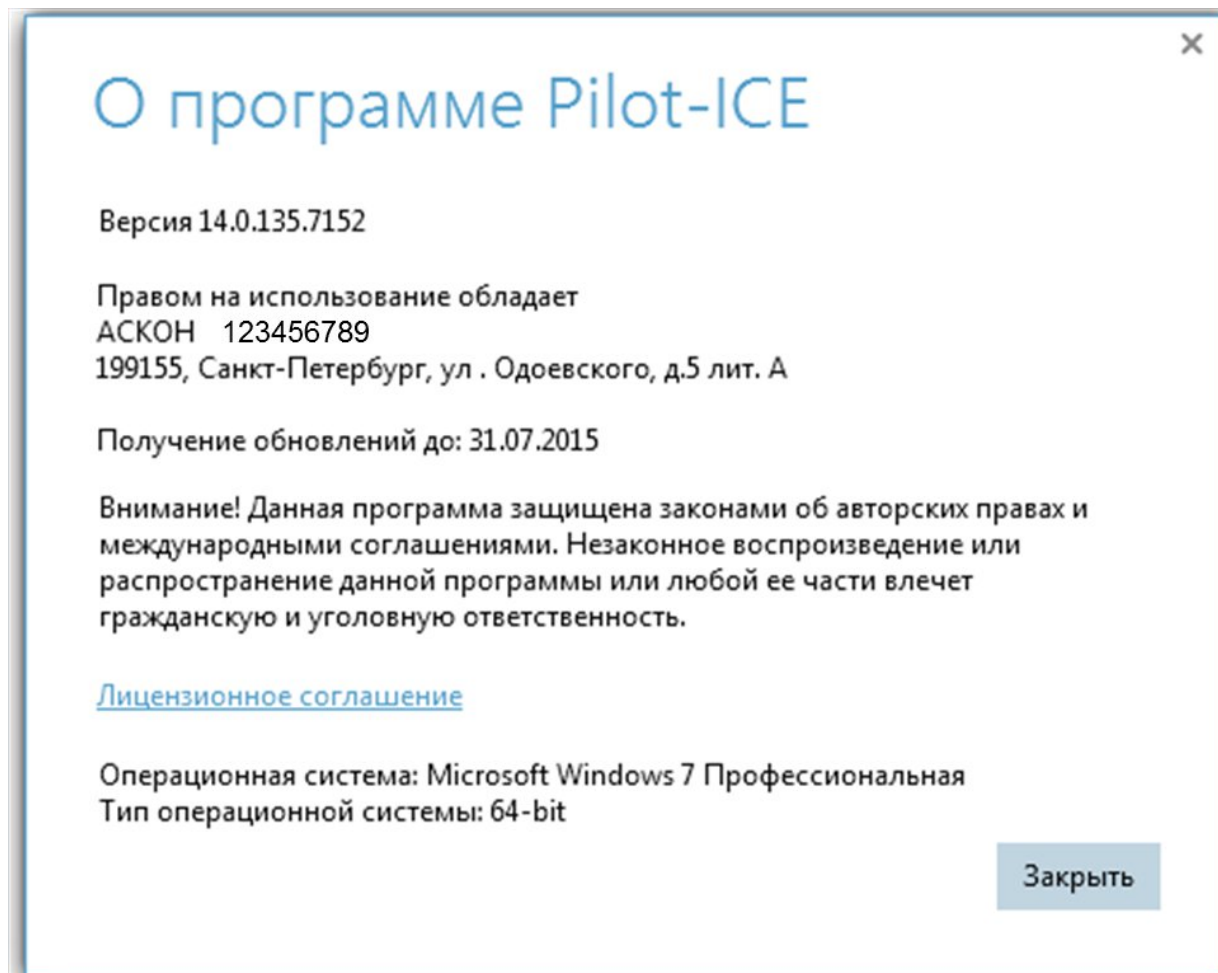 О программе Pilot-ICE
Версия 14.0.135.7152
Правом на использование обладает
АСКОН 123456789
199155, Санкт-Петербург, ул . Одоевского, д.5 лит. А
Получение обновлений до: 31.07.2015
Внимание! Данная программа защищена законами об авторских правах и
международными соглашениями. Незаконное воспроизведение или
распространение данной программы или любой ее части влечет
гражданскую и уголовную ответственность.
Лицензионное соглашение
Операционная система: Microsoft Windows 7 Профессиональная
Тип операционной системы: 64-bit
Закрыть